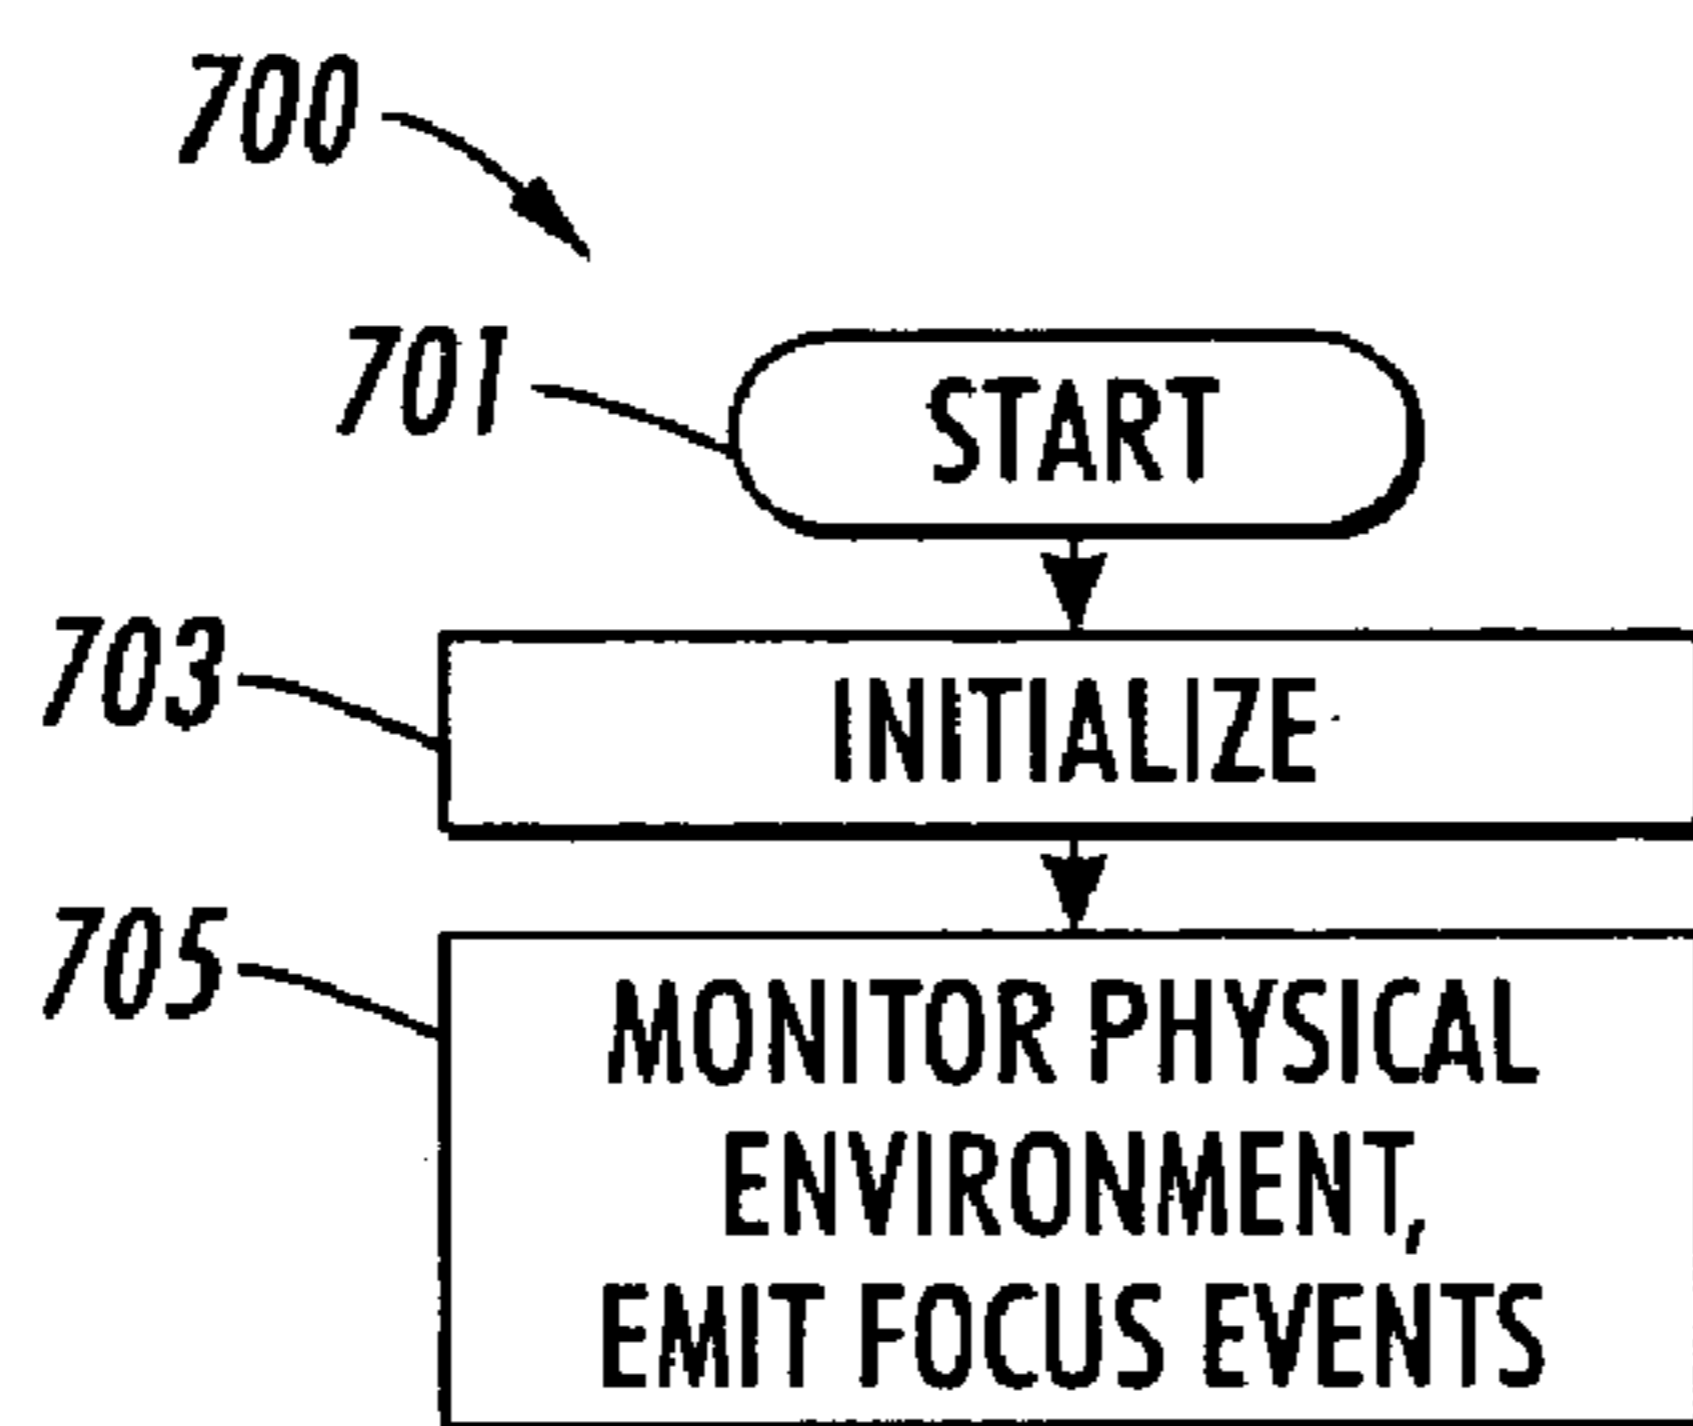 700
701
START
703
INITIALIZE
705
MONITOR PHYSICAL
ENVIRONMENT,
EMIT FOCUS EVENTS